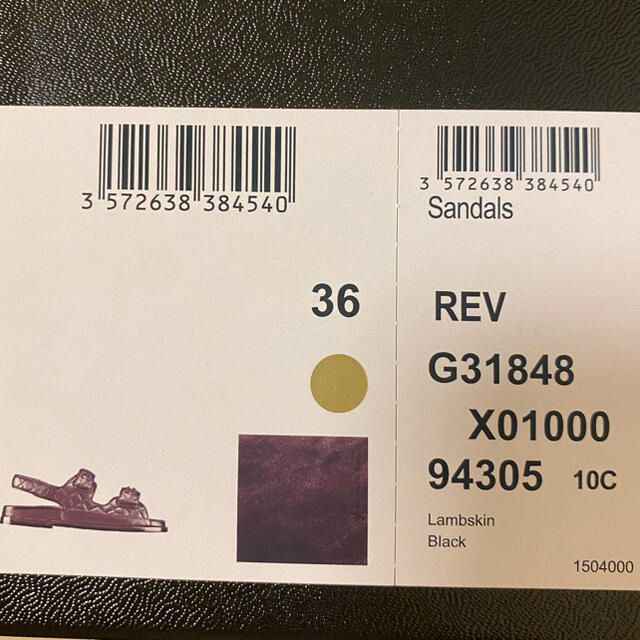 3 572638 384540
36
3 572638 384540
Sandals
REV
G31848
X01000
94305 10C
Lambskin
Black
1504000